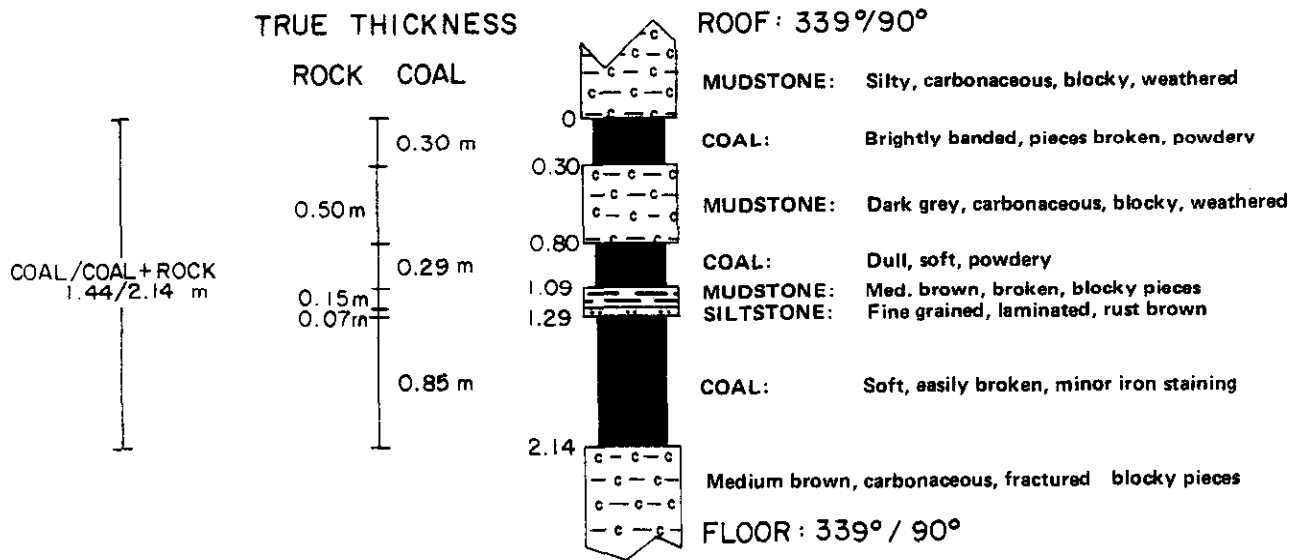 TRUE THICKNESS
ROCK COAL
ROOF: 339°/90°
MUDSTONE: Silty, carbonaceous, blocky, weathered
0
0.30 m
COAL: Brightly banded, pieces broken, powdery
0.30
0.50 m
MUDSTONE: Dark grey, carbonaceous, blocky, weathered
0.80
COAL/COAL+ROCK
1.44/2.14 m
0.29 m
COAL: Dull, soft, powdery
1.09
0.15 m
MUDSTONE: Med. brown, broken, blocky pieces
0.07m
1.29
SILTSTONE: Fine grained, laminated, rust brown
0.85 m
COAL: Soft, easily broken, minor iron staining
2.14
Medium brown, carbonaceous, fractured blocky pieces
FLOOR: 339°/90°